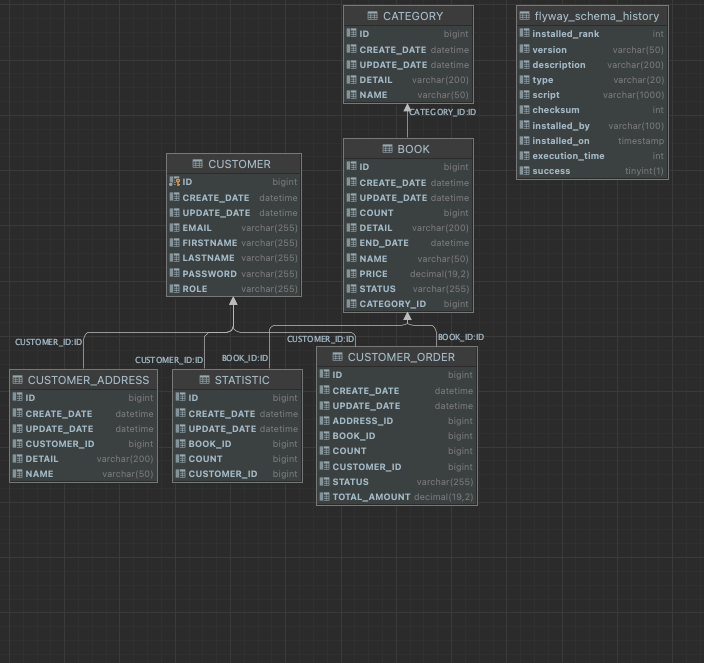 CATEGORY
ID bigint
CREATE_DATE datetime
UPDATE_DATE datetime
DETAIL varchar(200)
NAME varchar(50)
flyway_schema_history
installed_rank int
version varchar(50)
description varchar(200)
type varchar(20)
script varchar(1000)
checksum int
installed_by varchar(100)
installed_on timestamp
execution_time int
success tinyint(1)
CATEGORY_ID:ID
CUSTOMER
ID bigint
CREATE_DATE datetime
UPDATE_DATE datetime
EMAIL varchar(255)
FIRSTNAME varchar(255)
LASTNAME varchar(255)
PASSWORD varchar(255)
ROLE varchar(255)
BOOK
ID bigint
CREATE_DATE datetime
UPDATE_DATE datetime
COUNT bigint
DETAIL varchar(200)
END_DATE datetime
NAME varchar(50)
PRICE decimal(19,2)
STATUS varchar(255)
CATEGORY_ID bigint
CUSTOMER_ID:ID
CUSTOMER_ID:ID
BOOK_ID:ID
CUSTOMER_ID:ID
BOOK_ID:ID
CUSTOMER_ADDRESS
ID bigint
CREATE_DATE datetime
UPDATE_DATE datetime
CUSTOMER_ID bigint
DETAIL varchar(200)
NAME varchar(50)
STATISTIC
ID bigint
CREATE_DATE datetime
UPDATE_DATE datetime
BOOK_ID bigint
COUNT bigint
CUSTOMER_ID bigint
CUSTOMER_ORDER
ID bigint
CREATE_DATE datetime
UPDATE_DATE datetime
ADDRESS_ID bigint
BOOK_ID bigint
COUNT bigint
CUSTOMER_ID bigint
STATUS varchar(255)
TOTAL_AMOUNT decimal(19,2)